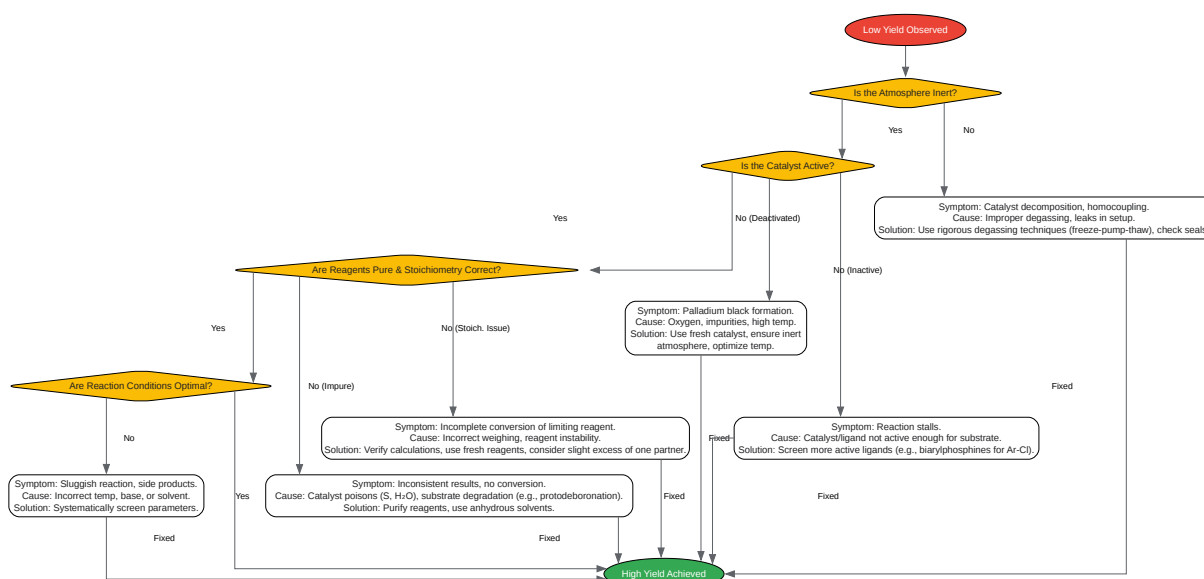 Low Yield Observed
Is the Atmosphere Inert?
Yes
No
Is the Catalyst Active?
Symptom: Catalyst decomposition, homocoupling.
Cause: Improper degassing, leaks in setup.
Solution: Use rigorous degassing techniques (freeze-pump-thaw), check seals
Yes
No (Deactivated)
No (Inactive)
Are Reagents Pure & Stoichiometry Correct?
Symptom: Palladium black formation.
Cause: Oxygen, impurities, high temp.
Solution: Use fresh catalyst, ensure inert
atmosphere, optimize temp.
Yes
No (Stoich. Issue)
No (Impure)
Fixed
Are Reaction Conditions Optimal?
Symptom: Incomplete conversion of limiting reagent.
Cause: Incorrect weighing, reagent instability.
Solution: Verify calculations, use fresh reagents, consider slight excess of one partner.
Fixed
Symptom: Reaction stalls.
Cause: Catalyst/ligand not active enough for substrate.
Solution: Screen more active ligands (e.g., biarylphosphines for Ar-Cl).
No
Symptom: Sluggish reaction, side products.
Cause: Incorrect temp, base, or solvent.
Solution: Systematically screen parameters.
Yes
Symptom: Inconsistent results, no conversion.
Cause: Catalyst poisons (S, H₂O), substrate degradation (e.g., protodeboronation).
Solution: Purify reagents, use anhydrous solvents.
Fixed
Fixed
Fixed
Fixed
High Yield Achieved